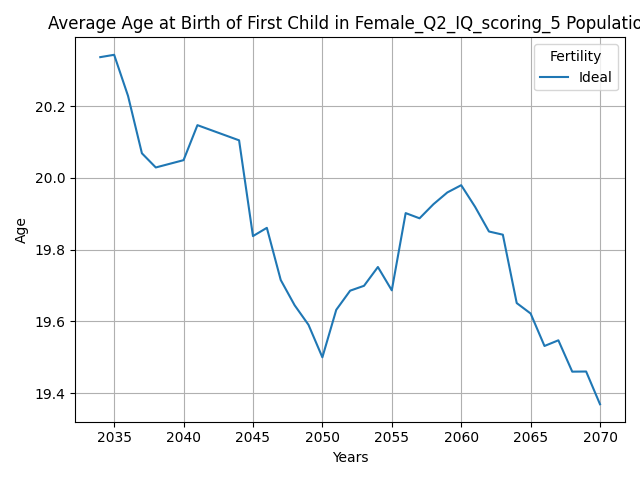 Average Age at Birth of First Child in Female_Q2_IQ_scoring_5 Populatio
Fertility
Ideal
20.2
20.0
19.8
19.6
19.4
Age
2035 2040 2045 2050 2055 2060 2065 2070
Years